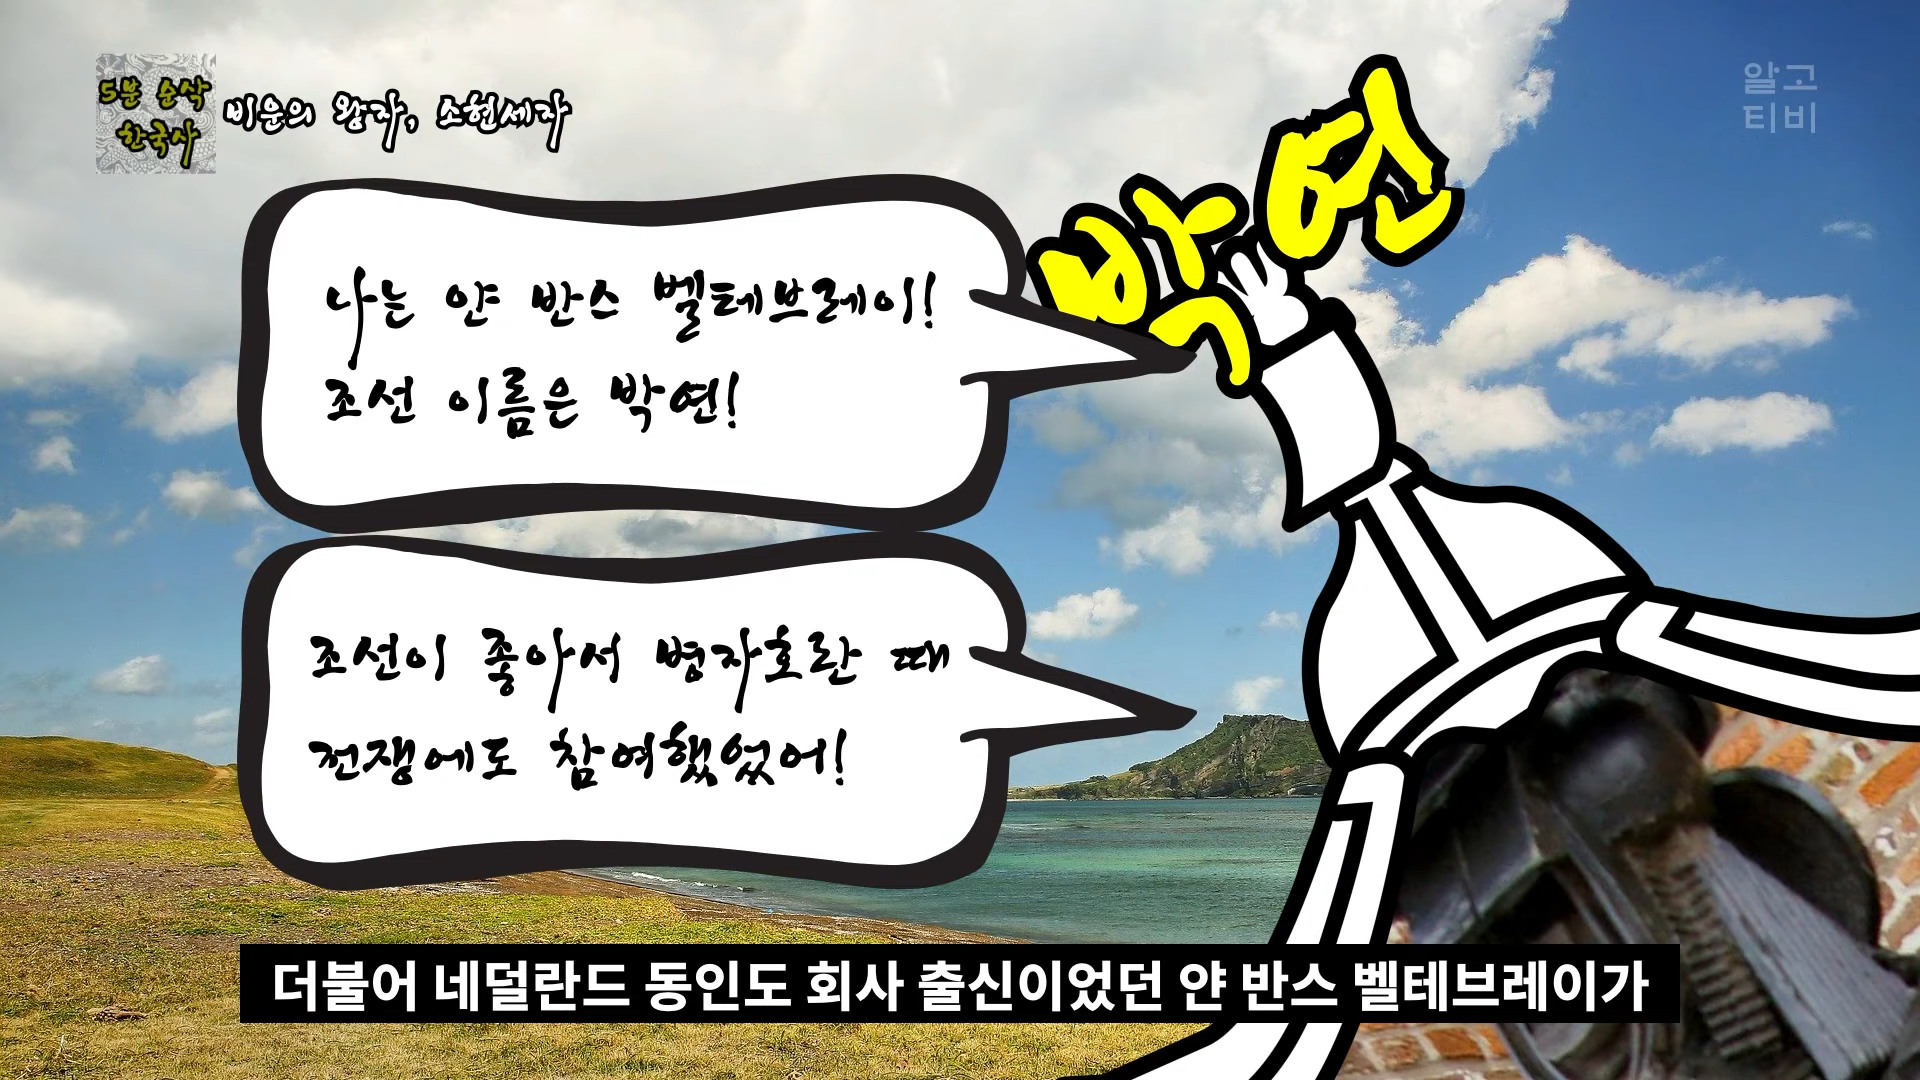 5분 순삭
한국사
비운의 왕자, 소현세자
알고
티비
박연
나는 얀 반스 벨테브레이!
조선 이름은 박연!
조선이 좋아서 병자호란 때
전쟁에도 참여했었어!
더불어 네덜란드 동인도 회사 출신이었던 얀 반스 벨테브레이가